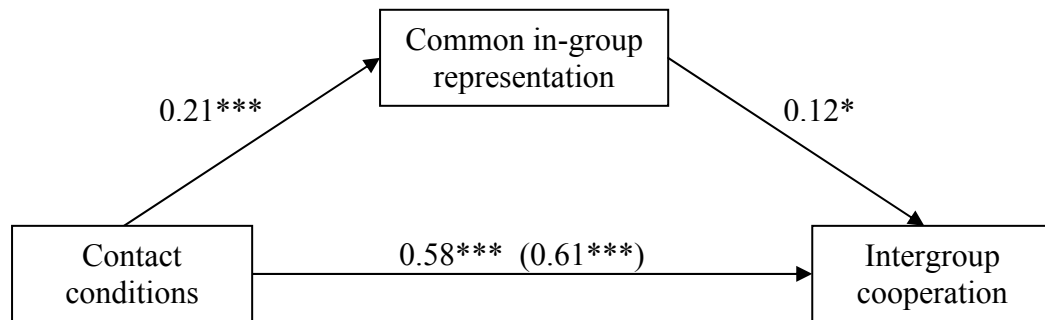 Common in-group
representation
0.21***
0.12*
Contact
conditions
0.58*** (0.61***)
Intergroup
cooperation